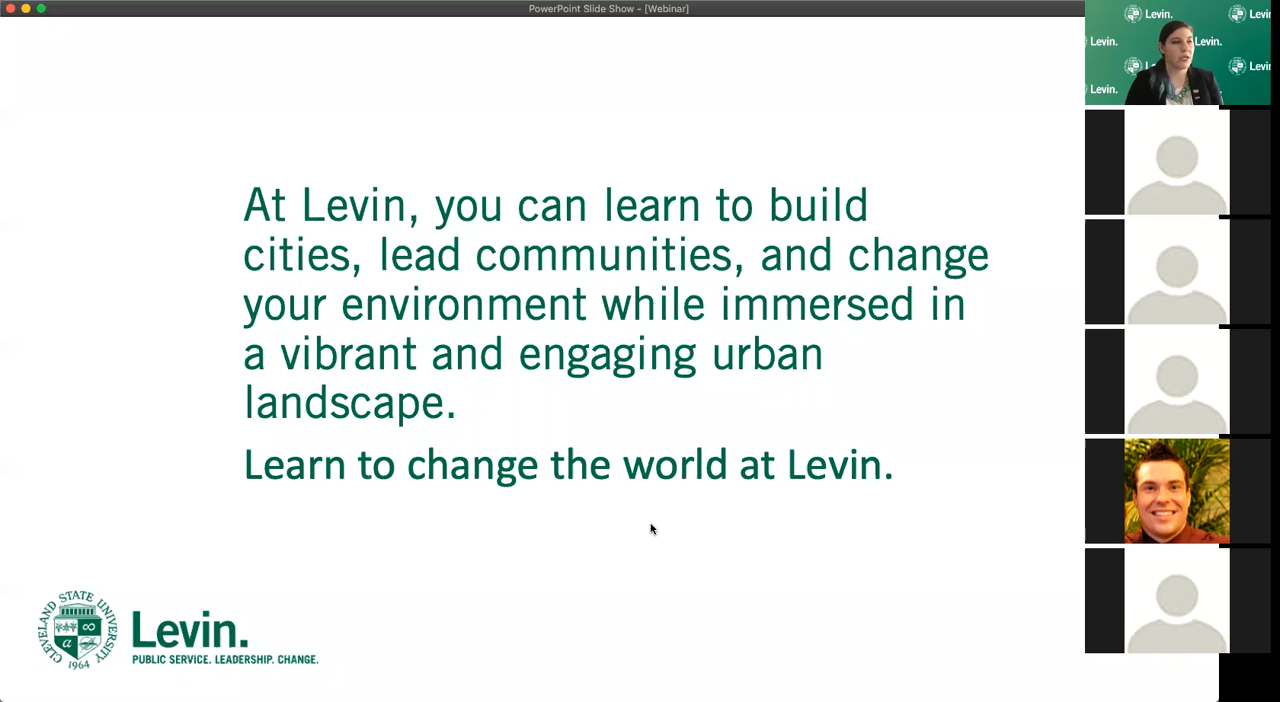 PowerPoint Slide Show - [Webinar]
Levin.
Levin.
Levin.
Levin.
Levin.
At Levin, you can learn to build
cities, lead communities, and change
your environment while immersed in
a vibrant and engaging urban
landscape.
Learn to change the world at Levin.
CLEVELAND STATE UNIVERSITY
1964
Levin.
PUBLIC SERVICE. LEADERSHIP. CHANGE.